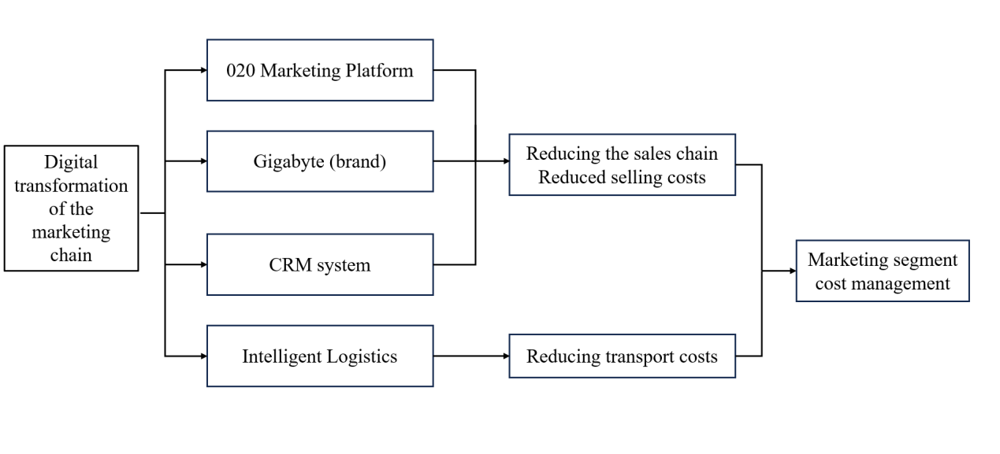 Digital
transformation
of the
marketing
chain
020 Marketing Platform
Gigabyte (brand)
CRM system
Intelligent Logistics
Reducing the sales chain
Reduced selling costs
Reducing transport costs
Marketing segment
cost management